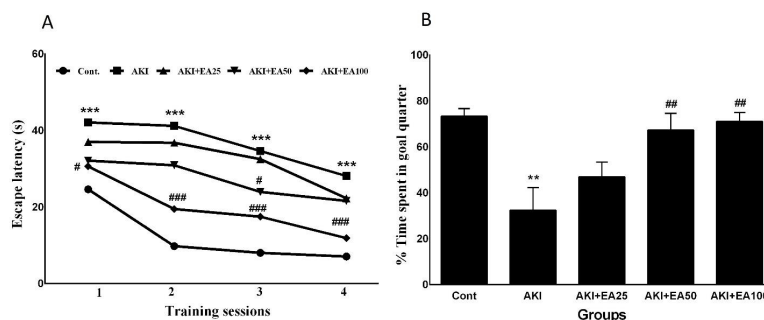 A
60
Cont. AKI AKI+EA25 AKI+EA50 AKI+EA100
*** *** *** ***
40
# ### # ### ###
20
0
1 2 3 4
Escape latency (s)
Training sessions
B
100
80
60
40
20
0
** ## ##
% Time spent in goal quarter
Cont AKI AKI+EA25 AKI+EA50 AKI+EA100
Groups